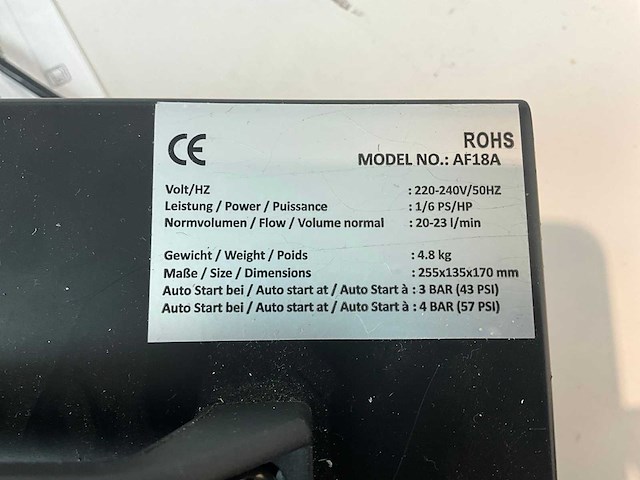 CE
ROHS
MODEL NO.: AF18A
Volt/HZ : 220-240V/50HZ
Leistung / Power / Puissance : 1/6 PS/HP
Normvolumen / Flow / Volume normal : 20-23 l/min
Gewicht / Weight / Poids : 4.8 kg
Maße / Size / Dimensions : 255x135x170 mm
Auto Start bei / Auto start at / Auto Start à : 3 BAR (43 PSI)
Auto Start bei / Auto start at / Auto Start à : 4 BAR (57 PSI)